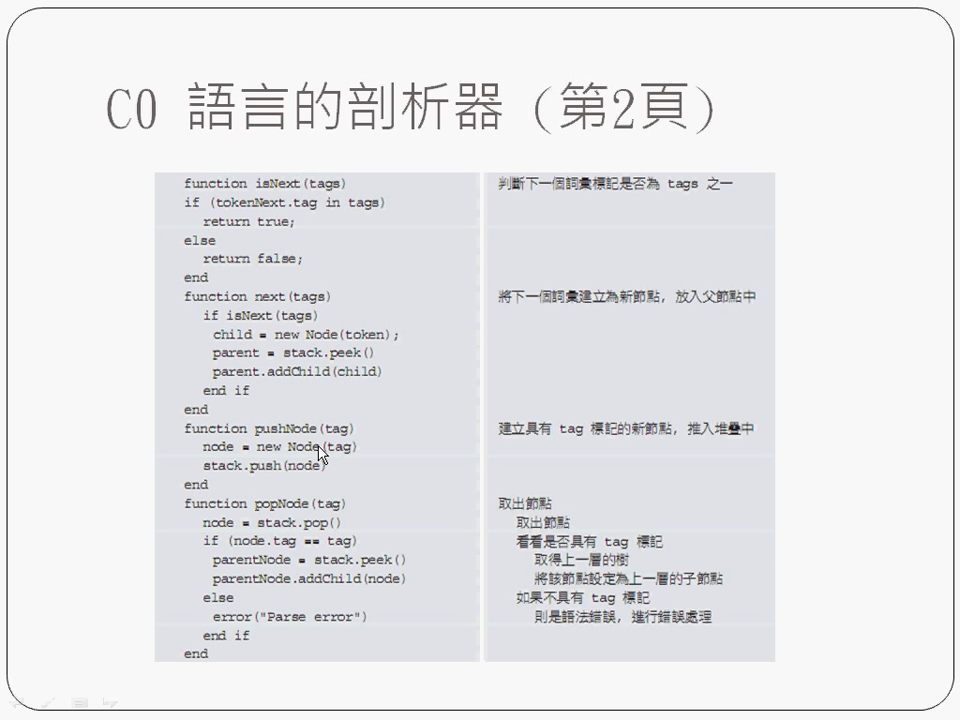 C0 語言的剖析器 (第2頁)
function isNext(tags) 判斷下一個詞彙標記是否為 tags 之一
if (tokenNext.tag in tags)
return true;
else
return false;
end
function next(tags) 將下一個詞彙建立為新節點, 放入父節點中
if isNext(tags)
child = new Node(token);
parent = stack.peek()
parent.addChild(child)
end if
end
function pushNode(tag) 建立具有 tag 標記的新節點, 推入堆疊中
node = new Node(tag)
stack.push(node)
end
function popNode(tag) 取出節點
node = stack.pop() 取出節點
if (node.tag == tag) 看看是否具有 tag 標記
parentNode = stack.peek() 取得上一層的樹
parentNode.addChild(node) 將該節點設定為上一層的子節點
else 如果不具有 tag 標記
error("Parse error") 則是語法錯誤, 進行錯誤處理
end if
end